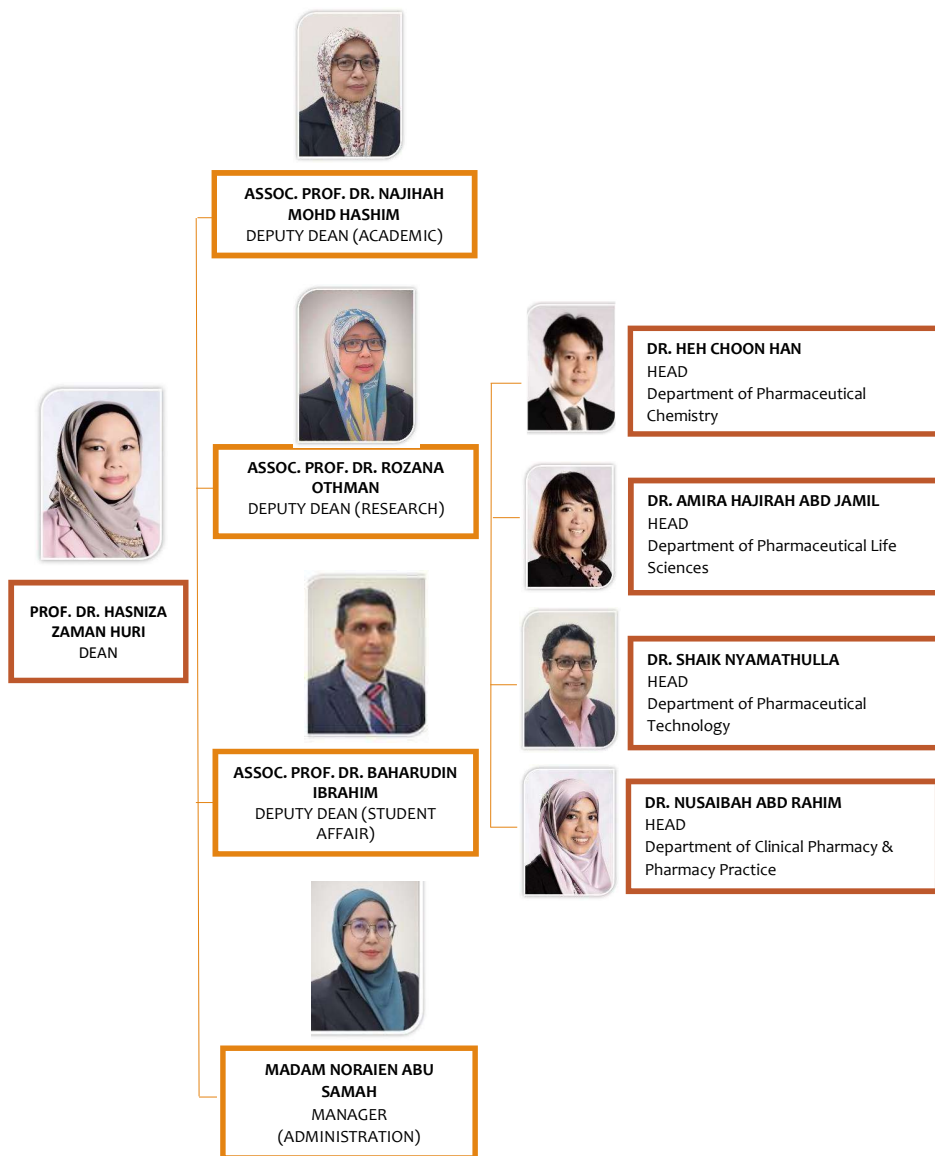 ASSOC. PROF. DR. NAJIHAH
MOHD HASHIM
DEPUTY DEAN (ACADEMIC)
ASSOC. PROF. DR. ROZANA
OTHMAN
DEPUTY DEAN (RESEARCH)
PROF. DR. HASNIZA
ZAMAN HURI
DEAN
ASSOC. PROF. DR. BAHARUDIN
IBRAHIM
DEPUTY DEAN (STUDENT
AFFAIR)
MADAM NORAIEN ABU
SAMAH
MANAGER
(ADMINISTRATION)
DR. HEH CHOON HAN
HEAD
Department of Pharmaceutical
Chemistry
DR. AMIRA HAJIRAH ABD JAMIL
HEAD
Department of Pharmaceutical Life
Sciences
DR. SHAIK NYAMATHULLA
HEAD
Department of Pharmaceutical
Technology
DR. NUSAIBAH ABD RAHIM
HEAD
Department of Clinical Pharmacy &
Pharmacy Practice